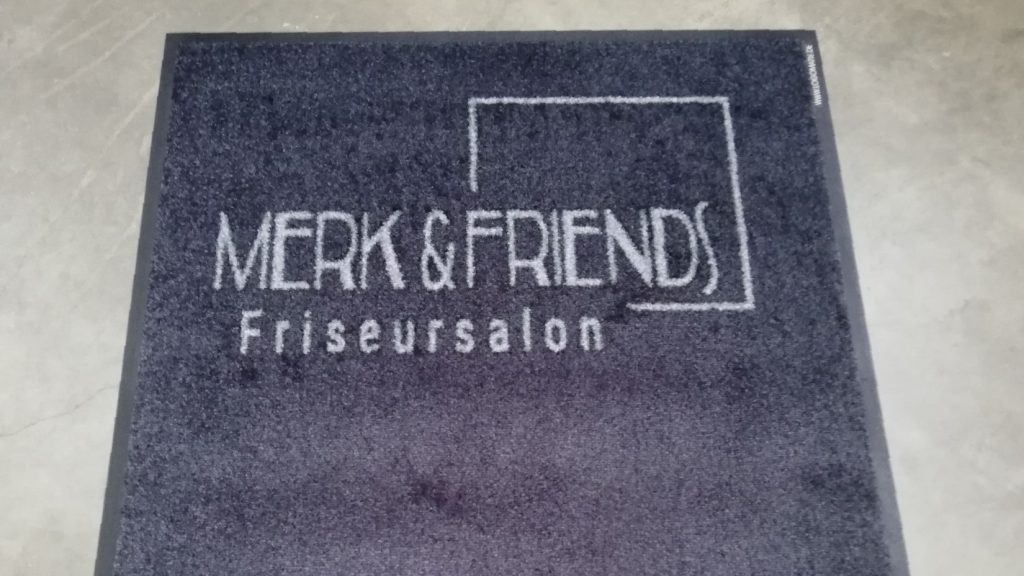 MERK & FRIENDS
Friseursalon